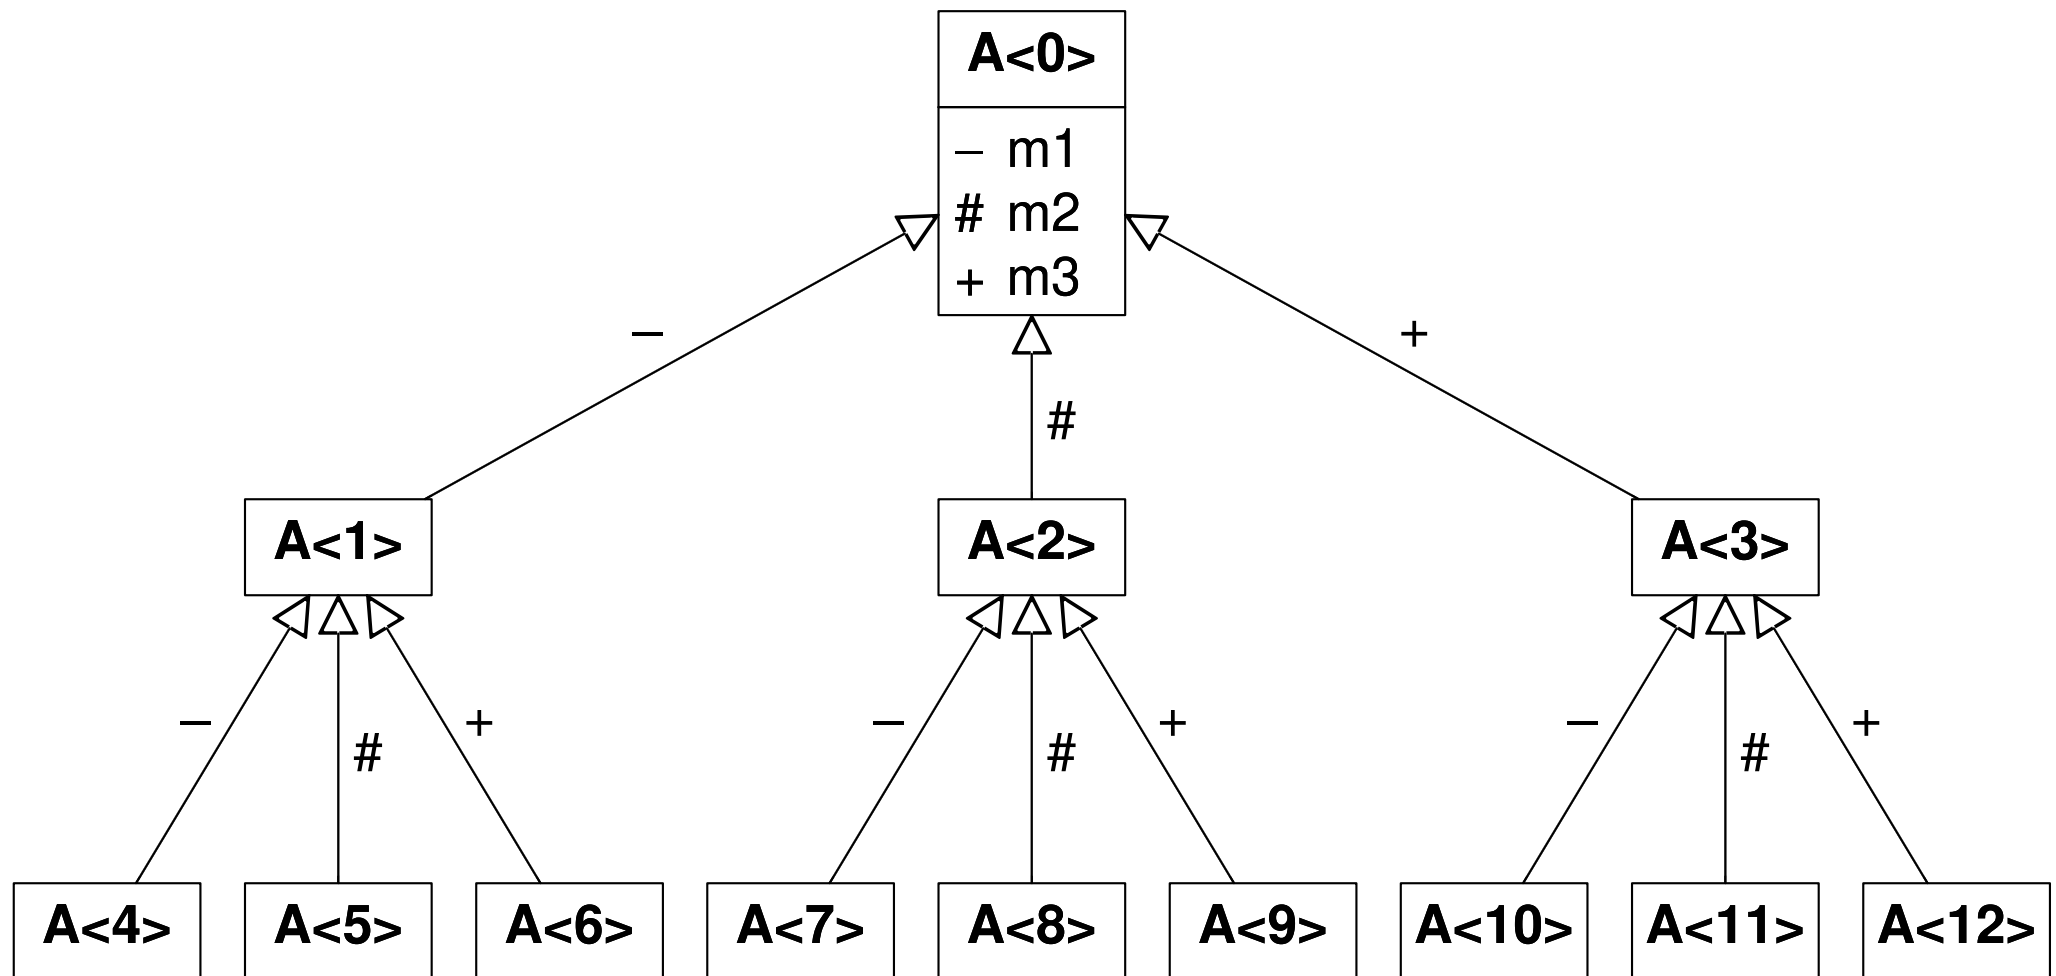 A<0>
– m1
# m2
+ m3
–
+
#
A<1> A<2> A<3>
– + – + – +
# # #
A<4> A<5> A<6> A<7> A<8> A<9> A<10> A<11> A<12>